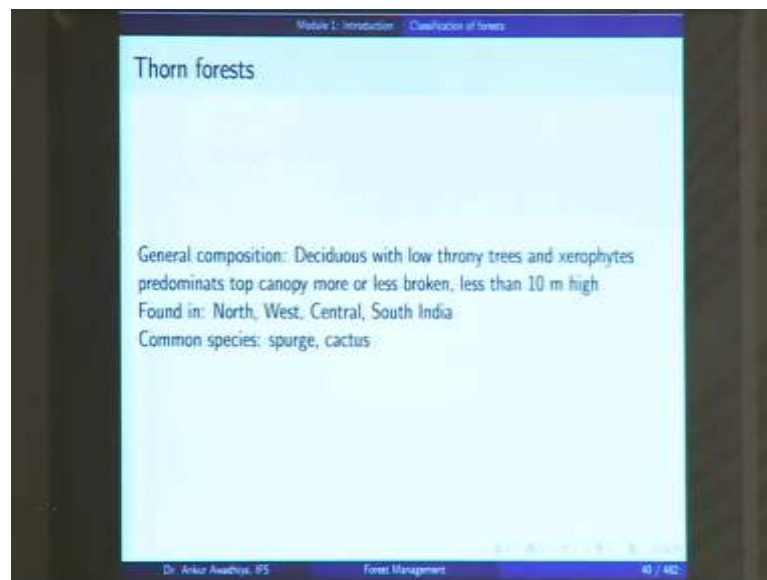 Module 1: Introduction Classification of forests
Thorn forests
General composition: Deciduous with low throny trees and xerophytes
predominats top canopy more or less broken, less than 10 m high
Found in: North, West, Central, South India
Common species: spurge, cactus
Dr. Ankur Awadhiya, IFS Forest Management 40 / 482